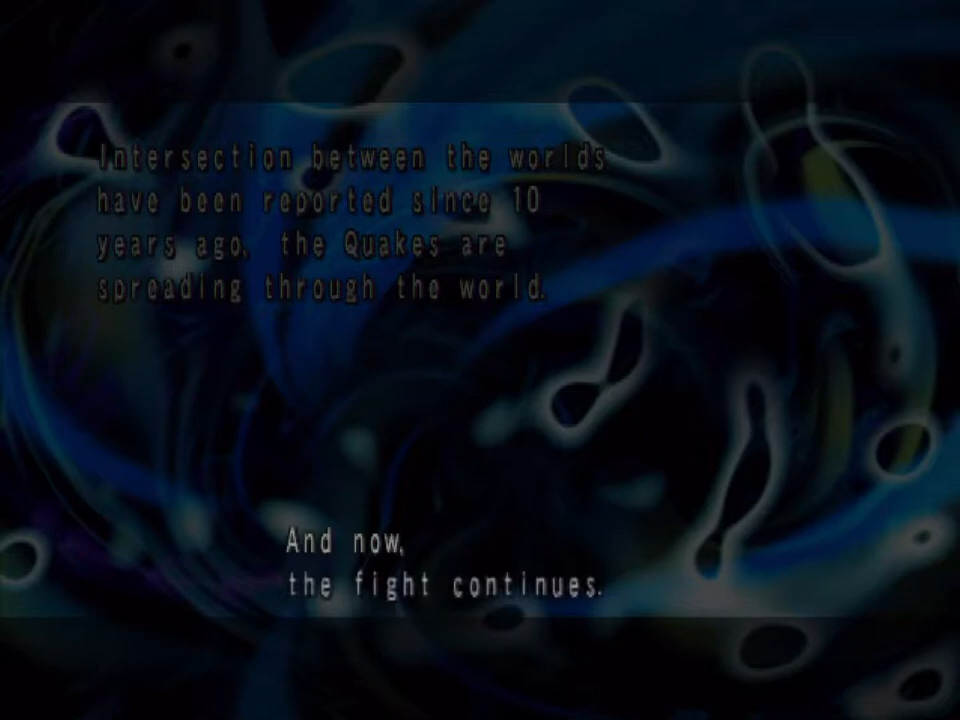 Intersection between the worlds
have been reported since 10
years ago, the Quakes are
spreading through the world.
And now,
the fight continues.